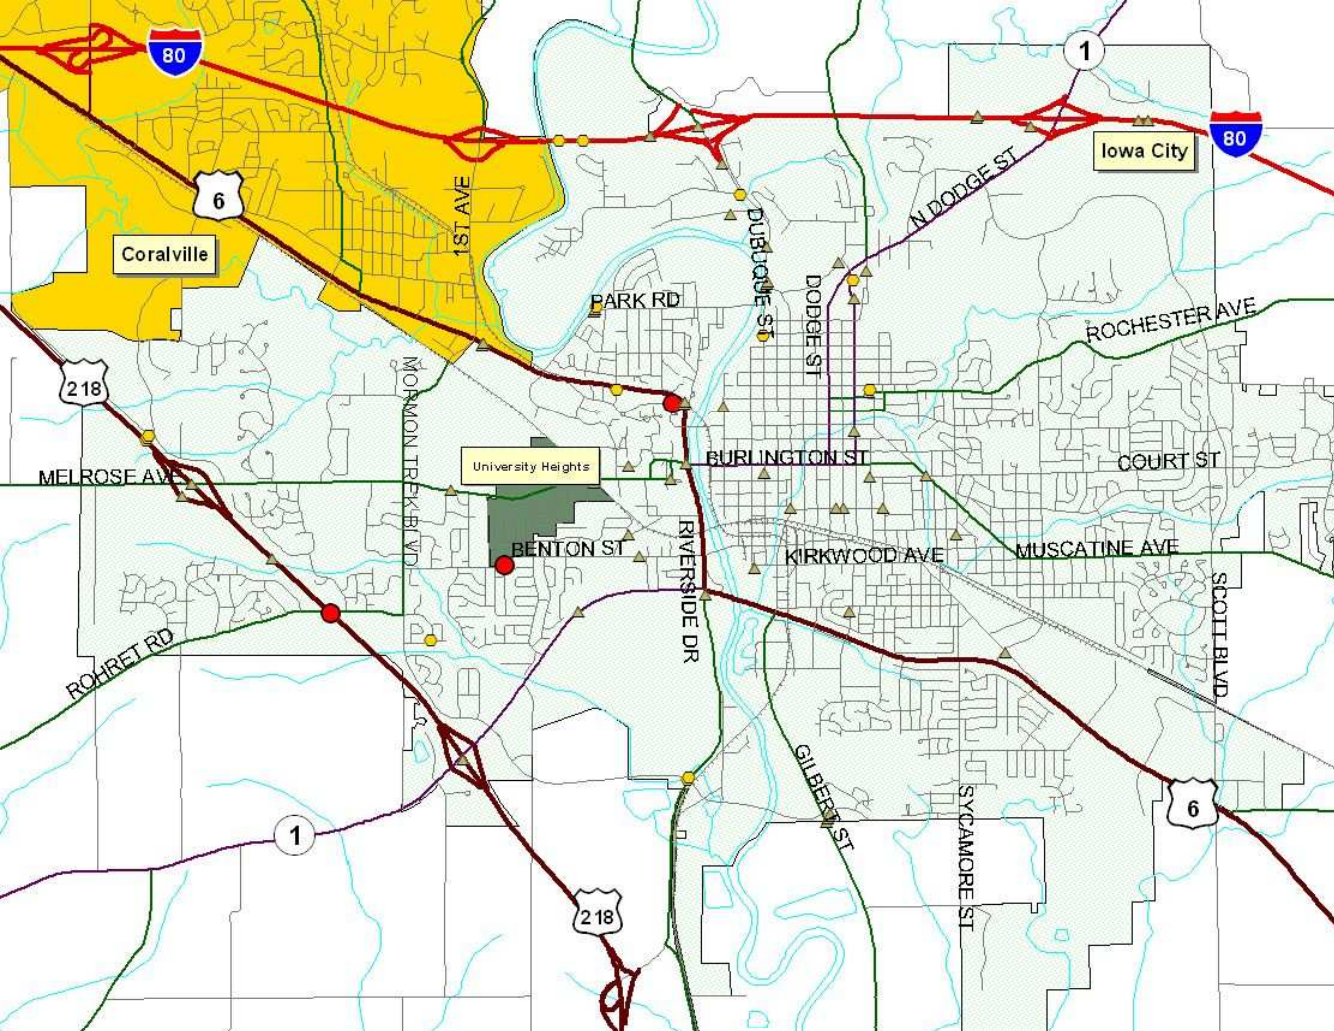 80
1
Iowa City
80
6
1ST AVE
N DODGE ST
Coralville
DUBUQUE ST
DODGE ST
PARK RD
ROCHESTER AVE
218
MORMON TREK BLVD
MELROSE AVE
University Heights
BURLINGTON ST
COURT ST
BENTON ST
RIVERSIDE DR
KIRKWOOD AVE
MUSCATINE AVE
SCOTT BLVD
ROHRET RD
GILBERT ST
SYCAMORE ST
6
1
218